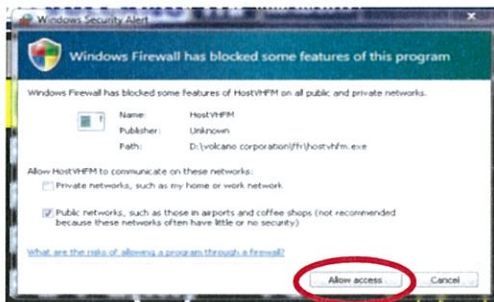 Windows Security Alert
Windows Firewall has blocked some features of this program
Windows Firewall has blocked some features of HostVHFM on all public and private networks.
Name: HostVHFM
Publisher: Unknown
Path: D:\volcano corporation\ffr\hostvhfm.exe
Allow HostVHFM to communicate on these networks:
Private networks, such as my home or work network
Public networks, such as those in airports and coffee shops (not recommended
because these networks often have little or no security)
What are the risks of allowing a program through a firewall?
Allow access
Cancel